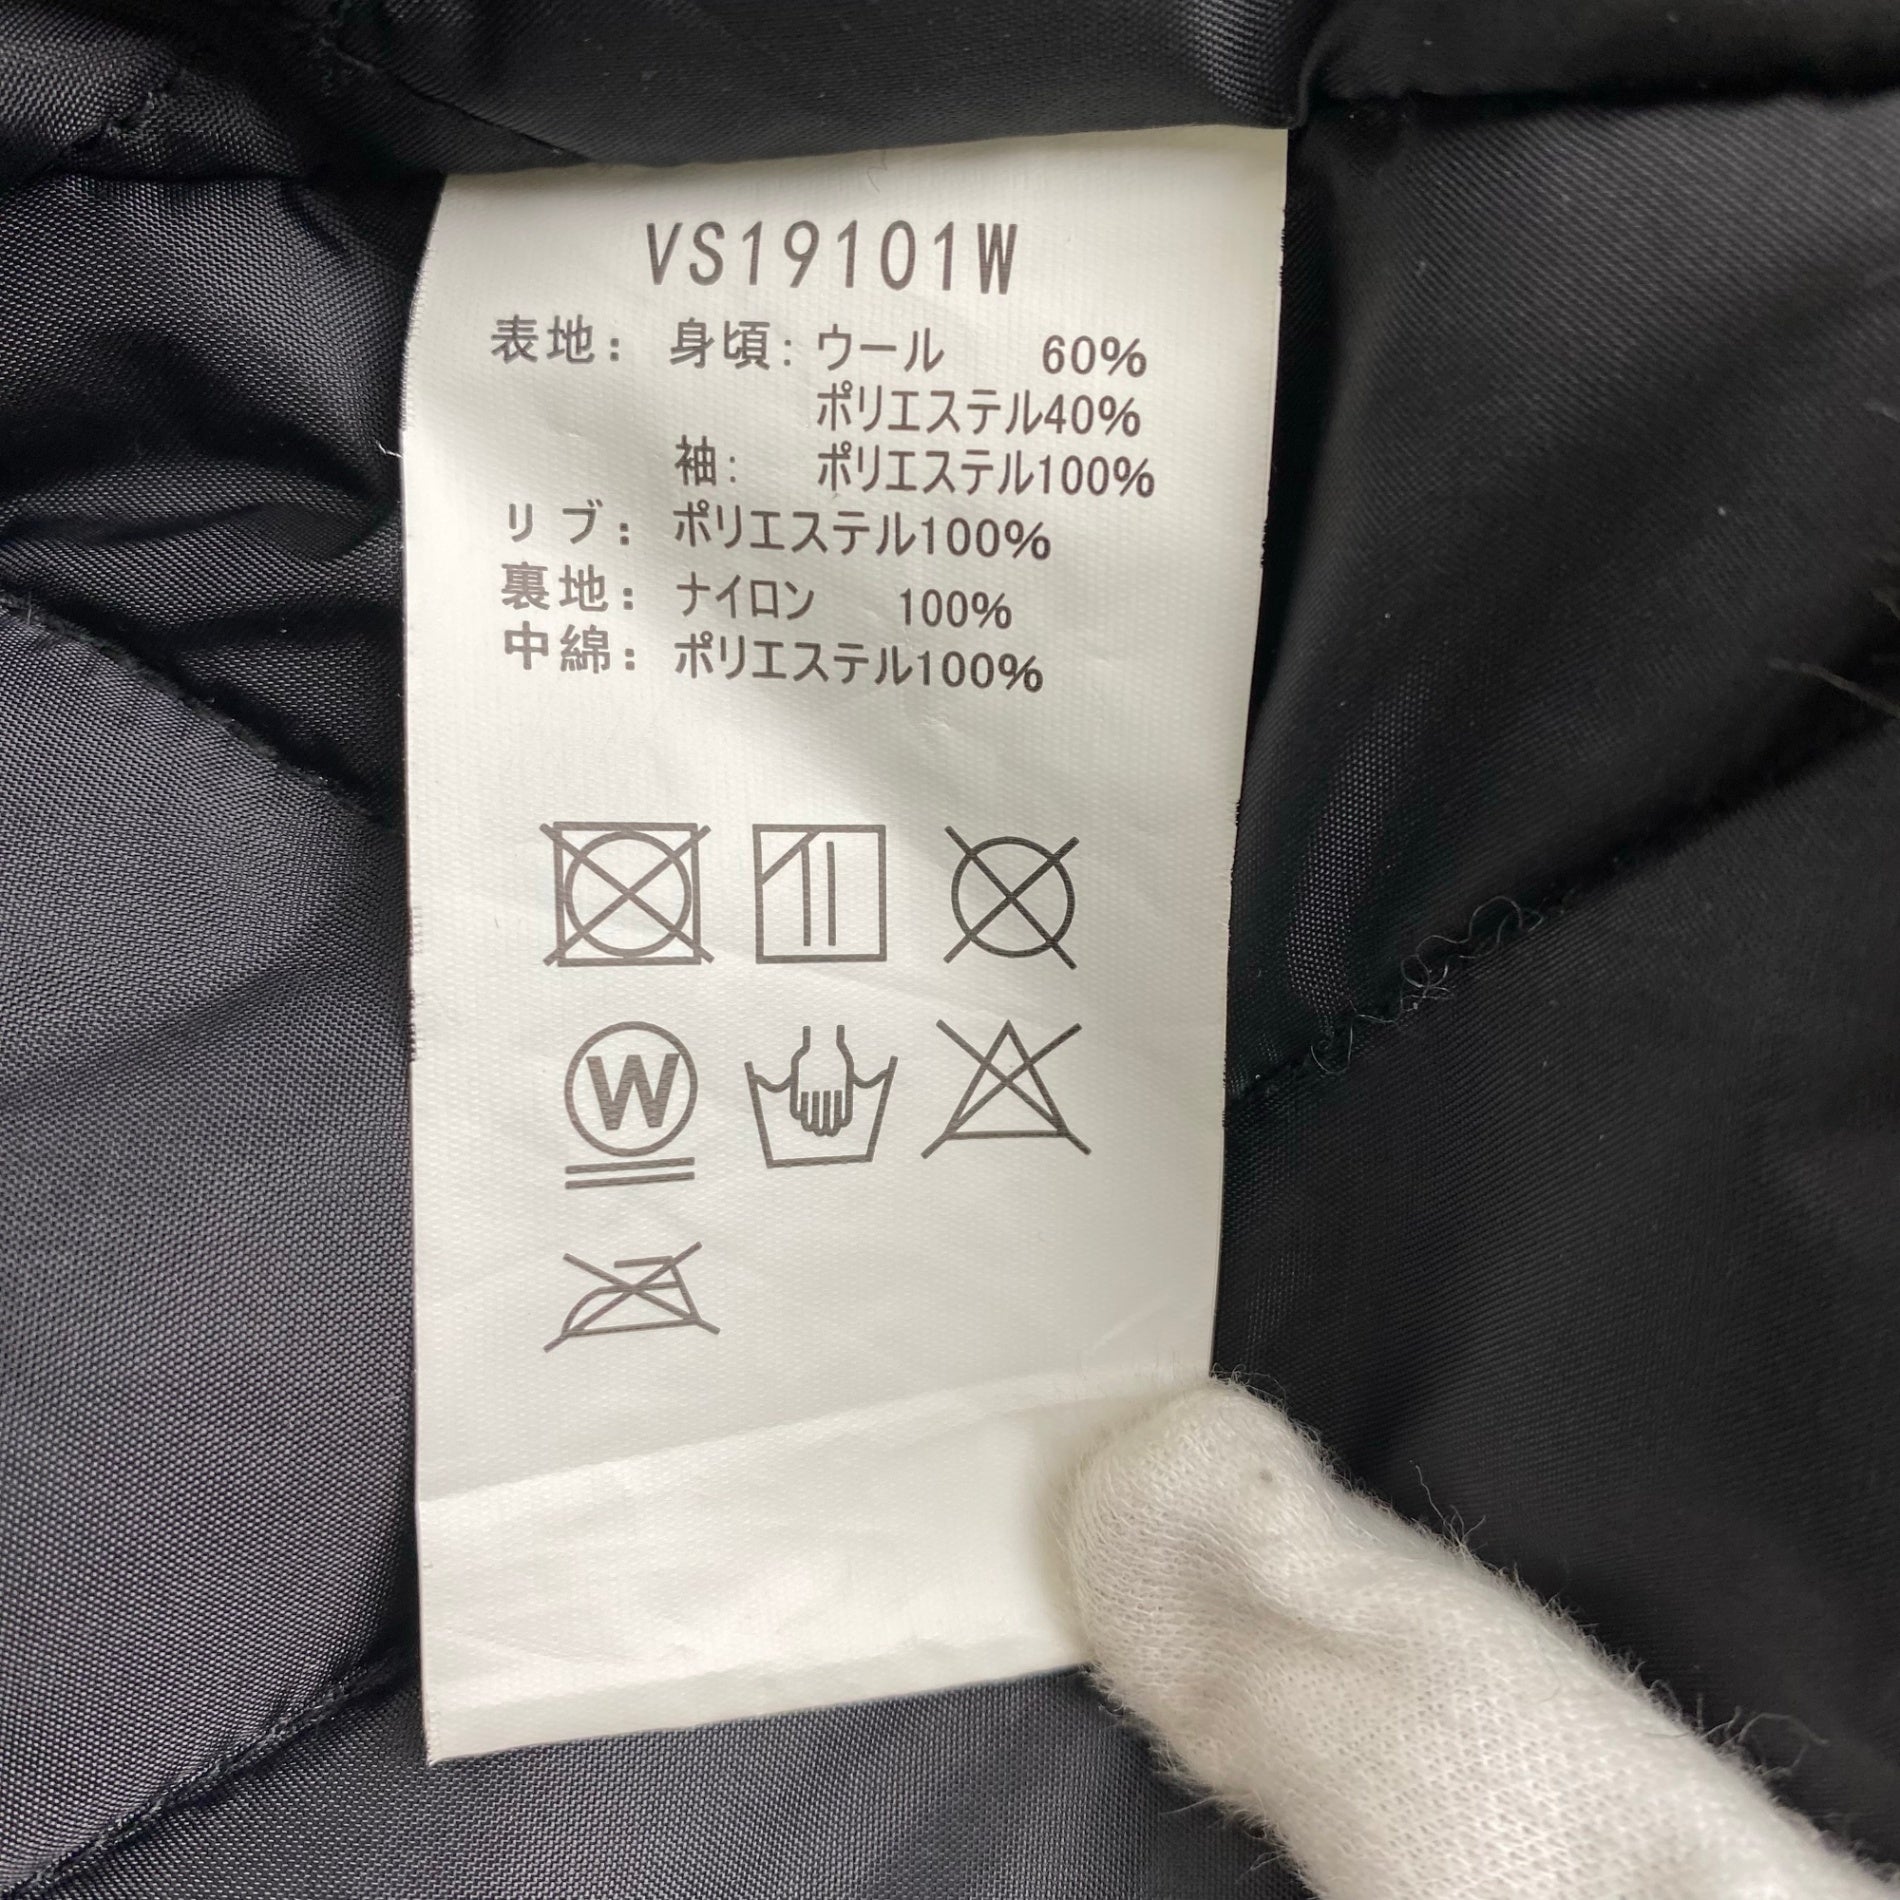 VS19101W
表地： 身頃：ウール 60%
ポリエステル40%
袖： ポリエステル100%
リブ：ポリエステル100%
裏地：ナイロン 100%
中綿：ポリエステル100%
W